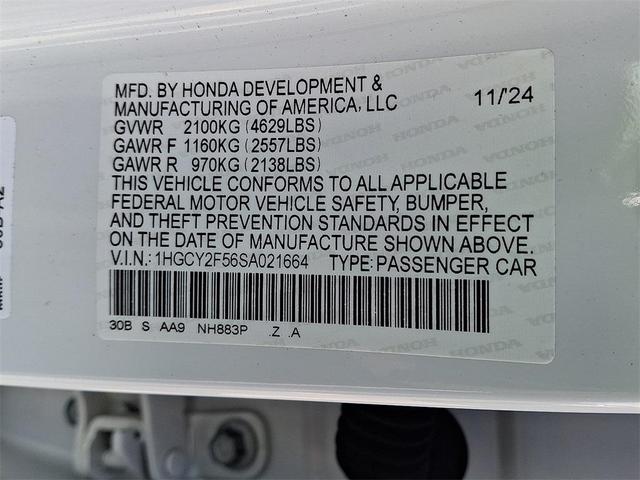 MFD. BY HONDA DEVELOPMENT &
MANUFACTURING OF AMERICA, LLC 11/'24
GVWR 2100KG (4629LBS)
GAWR F 1160KG (2557LBS)
GAWR R 970KG (2138LBS)
THIS VEHICLE CONFORMS TO ALL APPLICABLE
FEDERAL MOTOR VEHICLE SAFETY, BUMPER,
AND THEFT PREVENTION STANDARDS IN EFFECT
ON THE DATE OF MANUFACTURE SHOWN ABOVE.
V.I.N.: 1HGCY2F56SA021664 TYPE: PASSENGER CAR
30B S AA9 NH883P .Z .A